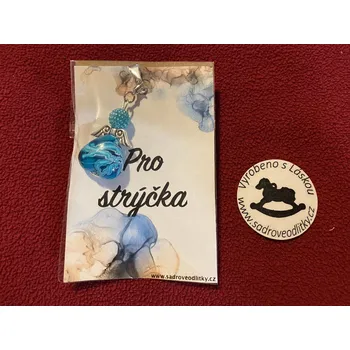 Pro
strýčka
www.sadroveodlitky.cz
Vyrobeno s Láskou
www.sadroveodlitky.cz